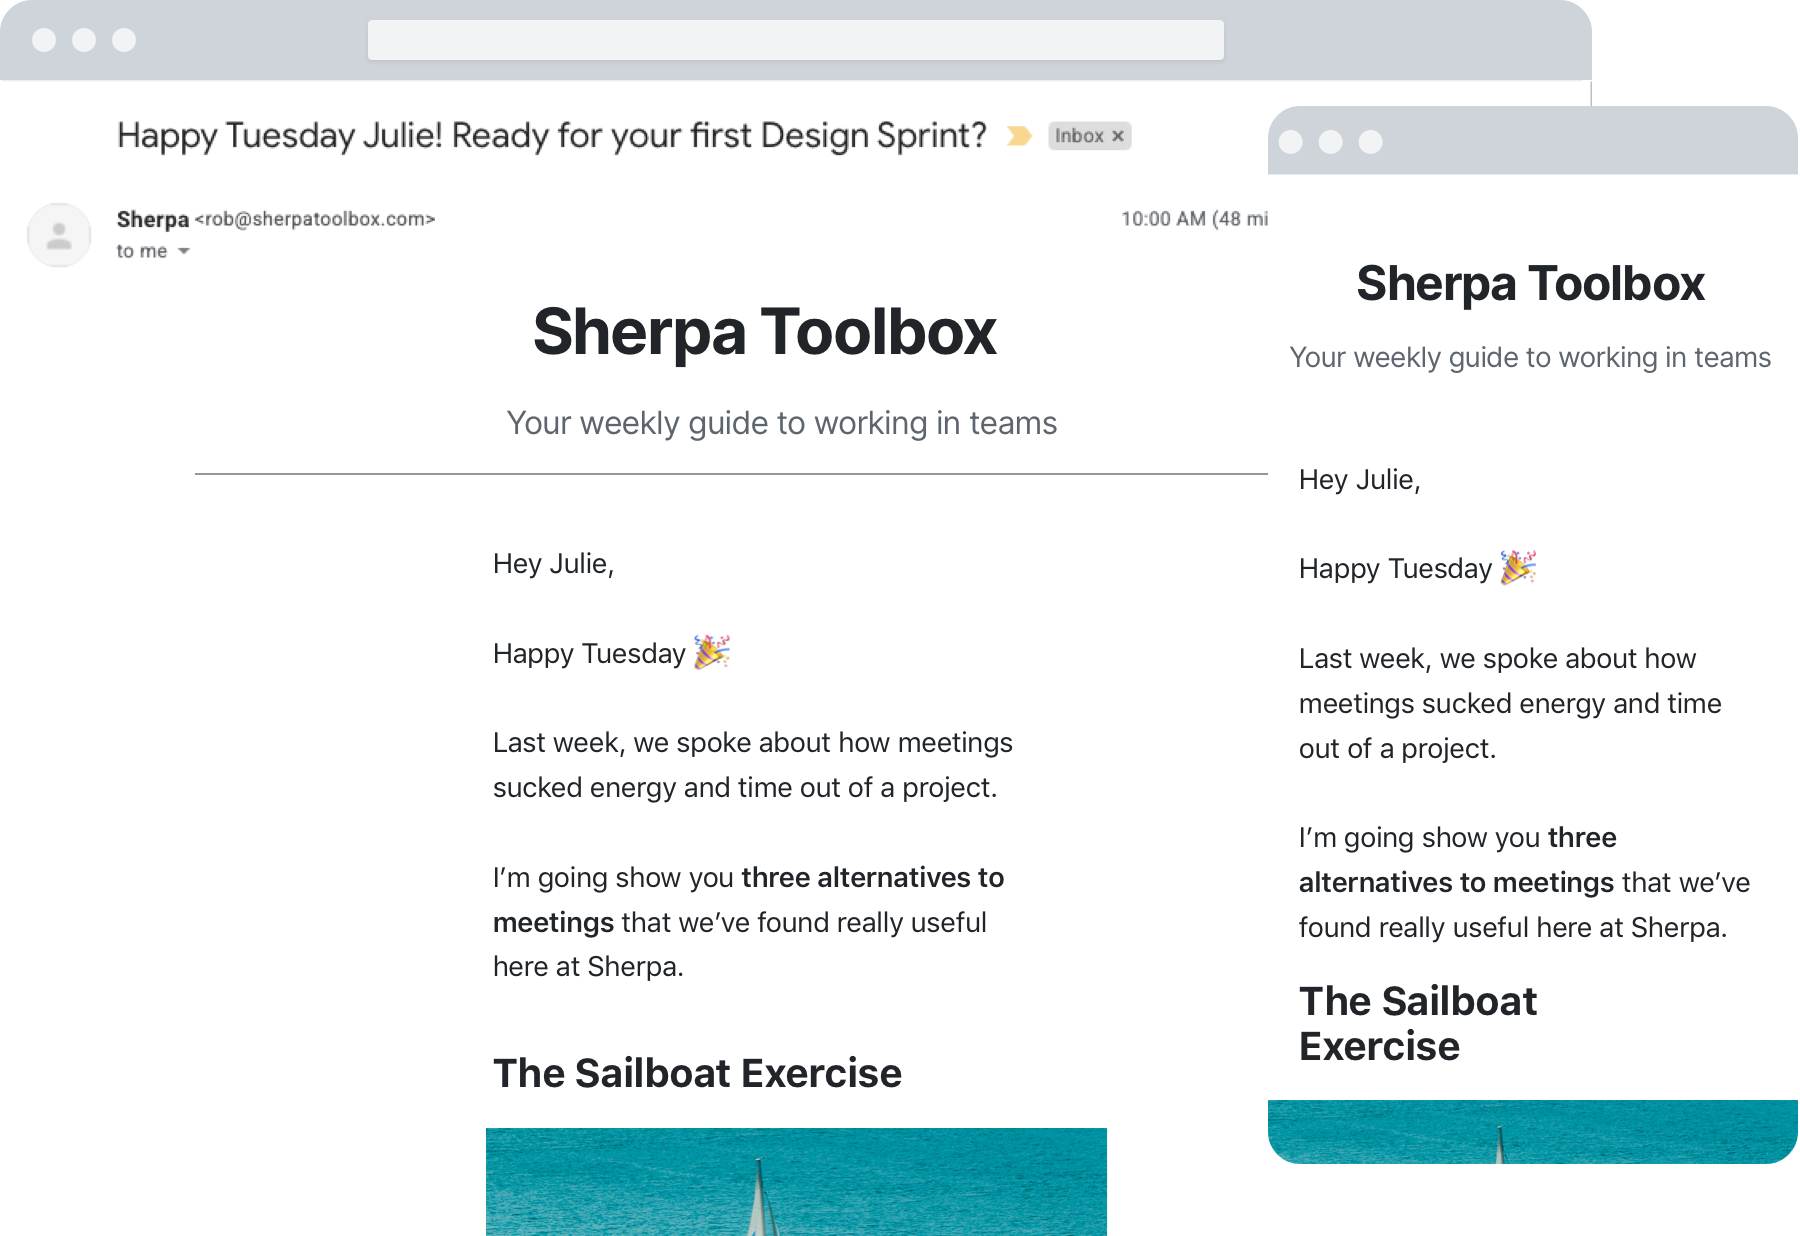 Happy Tuesday Julie! Ready for your first Design Sprint? Inbox ×
Sherpa <rob@sherpatoolbox.com>
10:00 AM (48 mi
to me
Sherpa Toolbox
Your weekly guide to working in teams
Hey Julie,
Happy Tuesday 🎉
Last week, we spoke about how meetings
sucked energy and time out of a project.
I’m going show you three alternatives to
meetings that we’ve found really useful
here at Sherpa.
The Sailboat Exercise
Sherpa Toolbox
Your weekly guide to working in teams
Hey Julie,
Happy Tuesday 🎉
Last week, we spoke about how
meetings sucked energy and time
out of a project.
I’m going show you three
alternatives to meetings that we’ve
found really useful here at Sherpa.
The Sailboat
Exercise